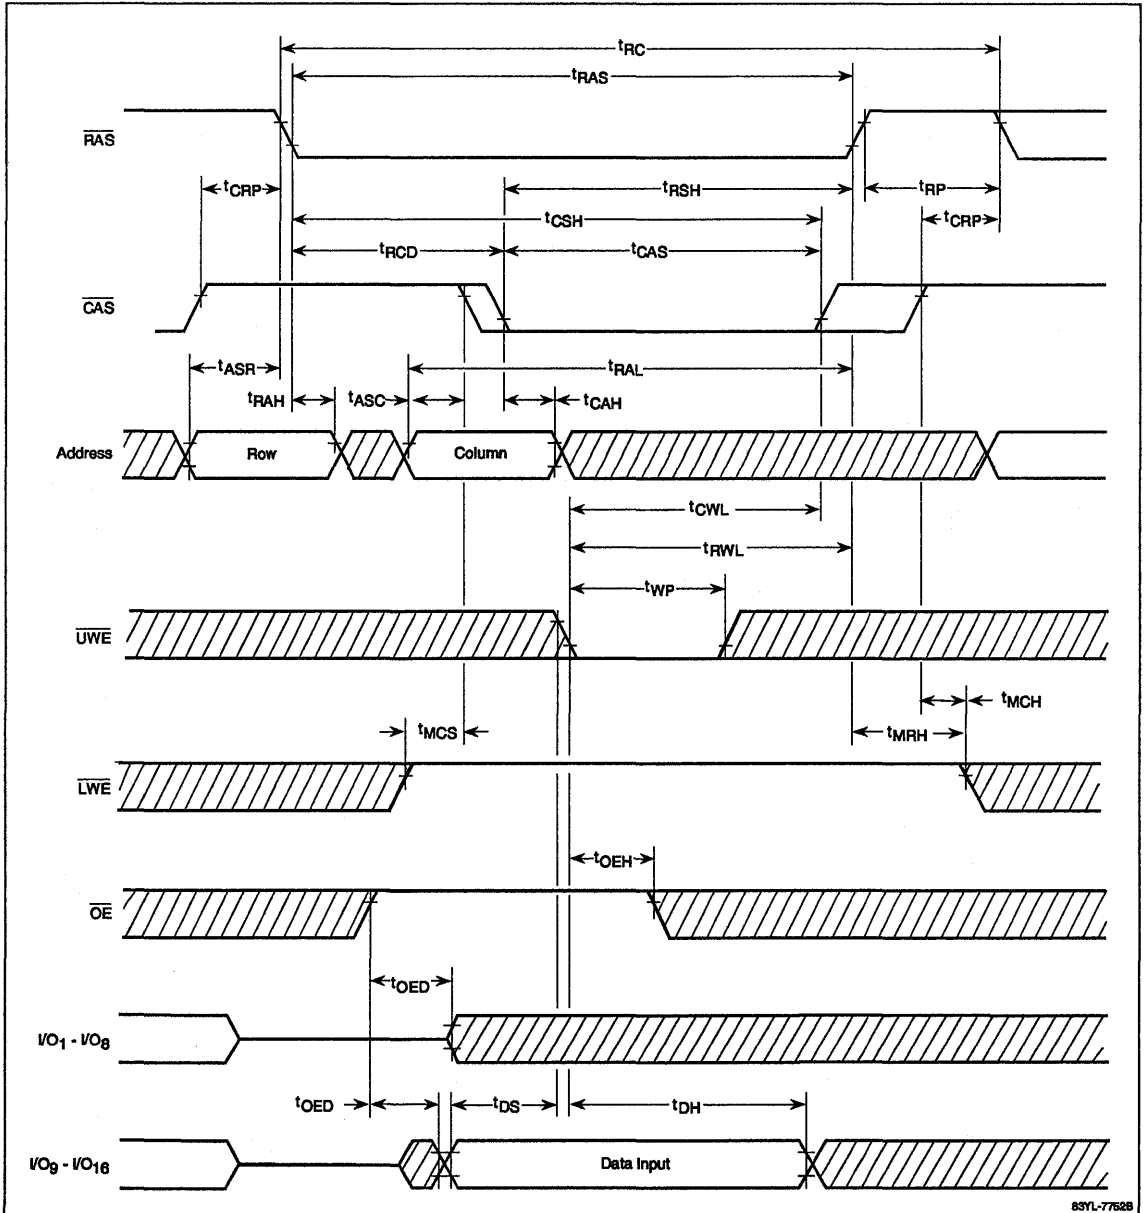 tRC
tRAS
RAS
tCRP
tRSH
tRP
tCSH
tCRP
tRCD
tCAS
CAS
tASR
tRAL
tRAH
tASC
tCAH
Address
Row
Column
tCWL
tRWL
tWP
UWE
tMCH
tMCS
tMRH
LWE
tOEH
OE
tOED
I/O1 - I/O8
tOED
tDS
tDH
I/O9 - I/O16
Data Input
83YL-7752B